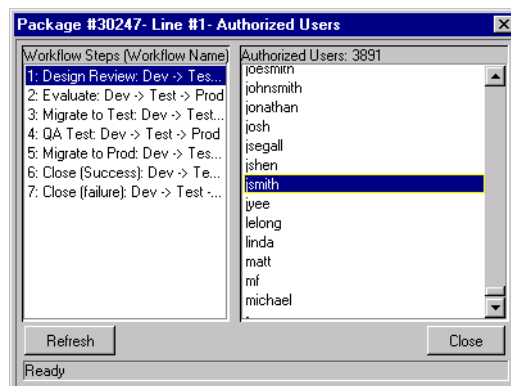 Package #30247- Line #1- Authorized Users
Workflow Steps (Workflow Name)
1: Design Review: Dev -> Tes...
2: Evaluate: Dev -> Test -> Prod
3: Migrate to Test: Dev -> Test...
4: QA Test: Dev -> Test -> Prod
5: Migrate to Prod: Dev -> Tes...
6: Close (Success): Dev -> Te...
7: Close (failure): Dev -> Test -...
Authorized Users: 3891
joesmith
johnsmith
jonathan
josh
jsegall
jshen
jsmith
jyee
lelong
linda
matt
mf
michael
Refresh
Close
Ready